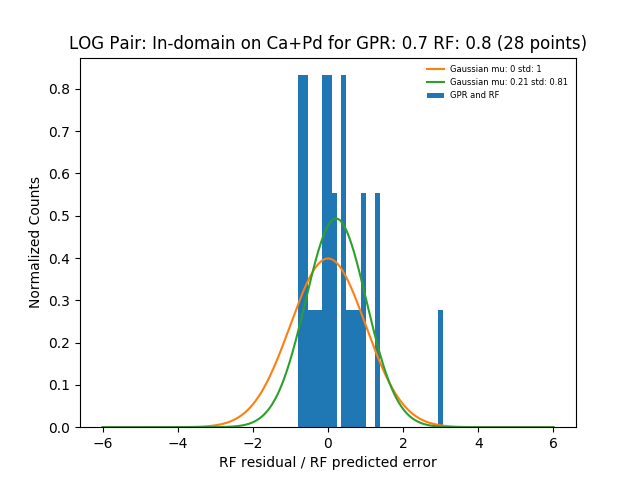 LOG Pair: In-domain on Ca+Pd for GPR: 0.7 RF: 0.8 (28 points)
Gaussian mu: 0 std: 1
Gaussian mu: 0.21 std: 0.81
GPR and RF
Normalized Counts
0.8
0.7
0.6
0.5
0.4
0.3
0.2
0.1
0.0
−6 −4 −2 0 2 4 6
RF residual / RF predicted error